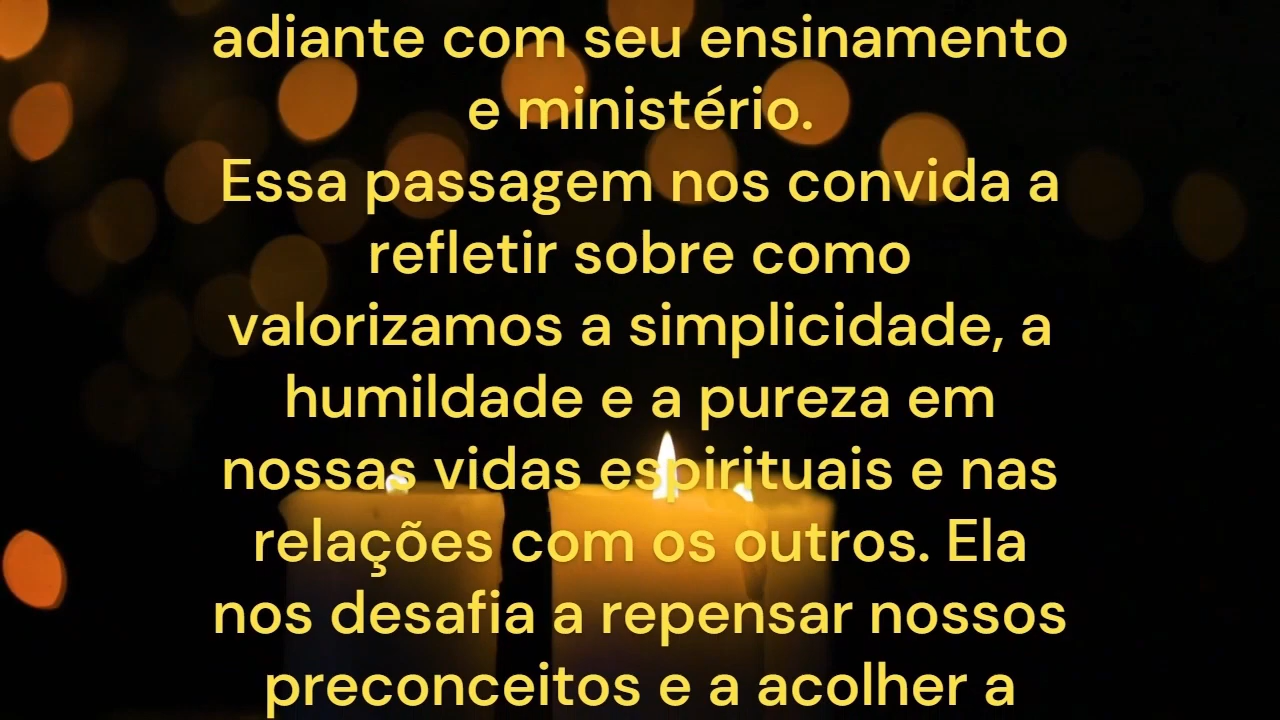 adiante com seu ensinamento
e ministério.
Essa passagem nos convida a
refletir sobre como
valorizamos a simplicidade, a
humildade e a pureza em
nossas vidas espirituais e nas
relações com os outros. Ela
nos desafia a repensar nossos
preconceitos e a acolher a